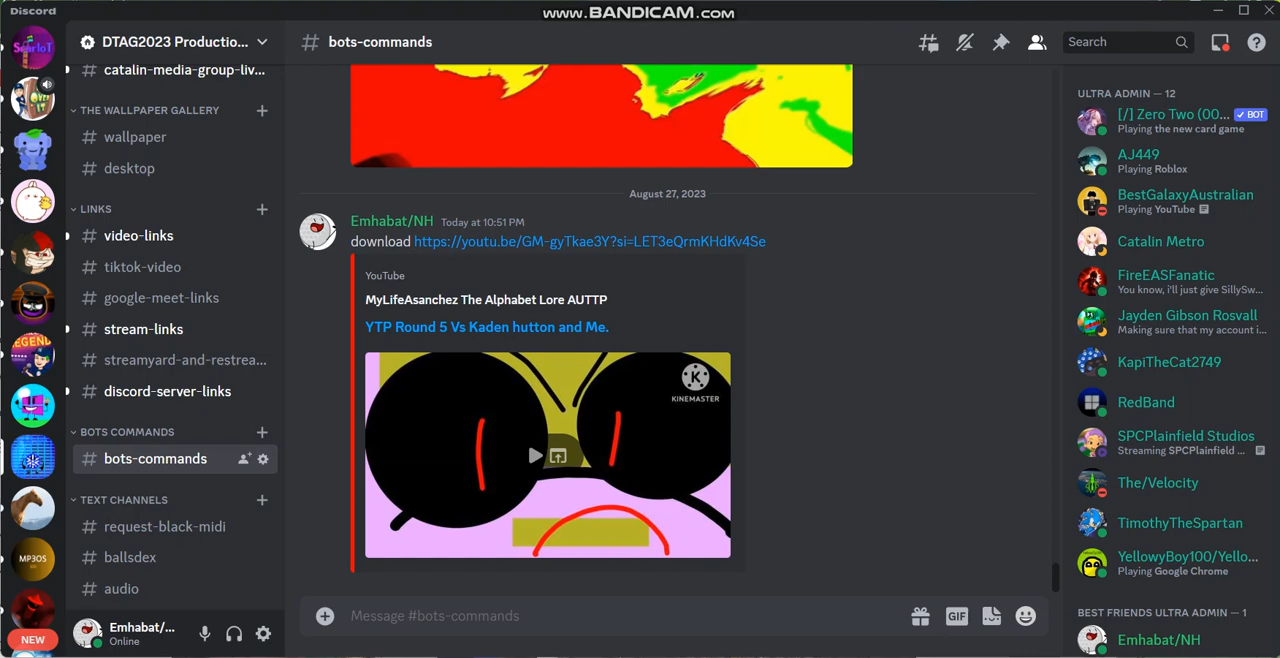 Discord
www.BANDICAM.com
DTAG2023 Productio...
bots-commands
Search
catalin-media-group-liv...
THE WALLPAPER GALLERY
wallpaper
desktop
LINKS
video-links
tiktok-video
google-meet-links
stream-links
streamyard-and-restrea...
discord-server-links
BOTS COMMANDS
bots-commands
TEXT CHANNELS
request-black-midi
ballsdex
audio
LEGEND
MP3OS
NEW
Emhabat/...
Online
August 27, 2023
Emhabat/NH Today at 10:51 PM
download https://youtu.be/GM-gyTkae3Y?si=LET3eQrmKHdKv4Se
YouTube
MyLifeAsanchez The Alphabet Lore AUTTP
YTP Round 5 Vs Kaden hutton and Me.
K
KINEMASTER
Message #bots-commands
GIF
ULTRA ADMIN — 12
[/] Zero Two (00... BOT
Playing the new card game
AJ449
Playing Roblox
BestGalaxyAustralian
Playing YouTube
Catalin Metro
FireEASFanatic
You know, i'll just give SillySw...
Jayden Gibson Rosvall
Making sure that my account i...
KapiTheCat2749
RedBand
SPCPlainfield Studios
Streaming SPCPlainfield ...
The/Velocity
TimothyTheSpartan
YellowyBoy100/Yello...
Playing Google Chrome
BEST FRIENDS ULTRA ADMIN — 1
Emhabat/NH